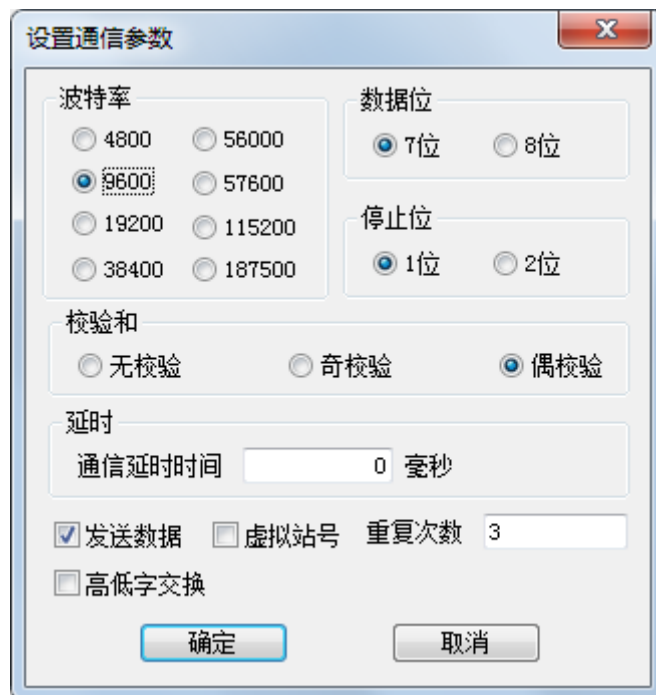 设置通信参数
波特率
4800
56000
9600
57600
19200
115200
38400
187500
数据位
7位
8位
停止位
1位
2位
校验和
无校验
奇校验
偶校验
延时
通信延时时间 0 毫秒
发送数据
虚拟站号
重复次数 3
高低字交换
确定
取消